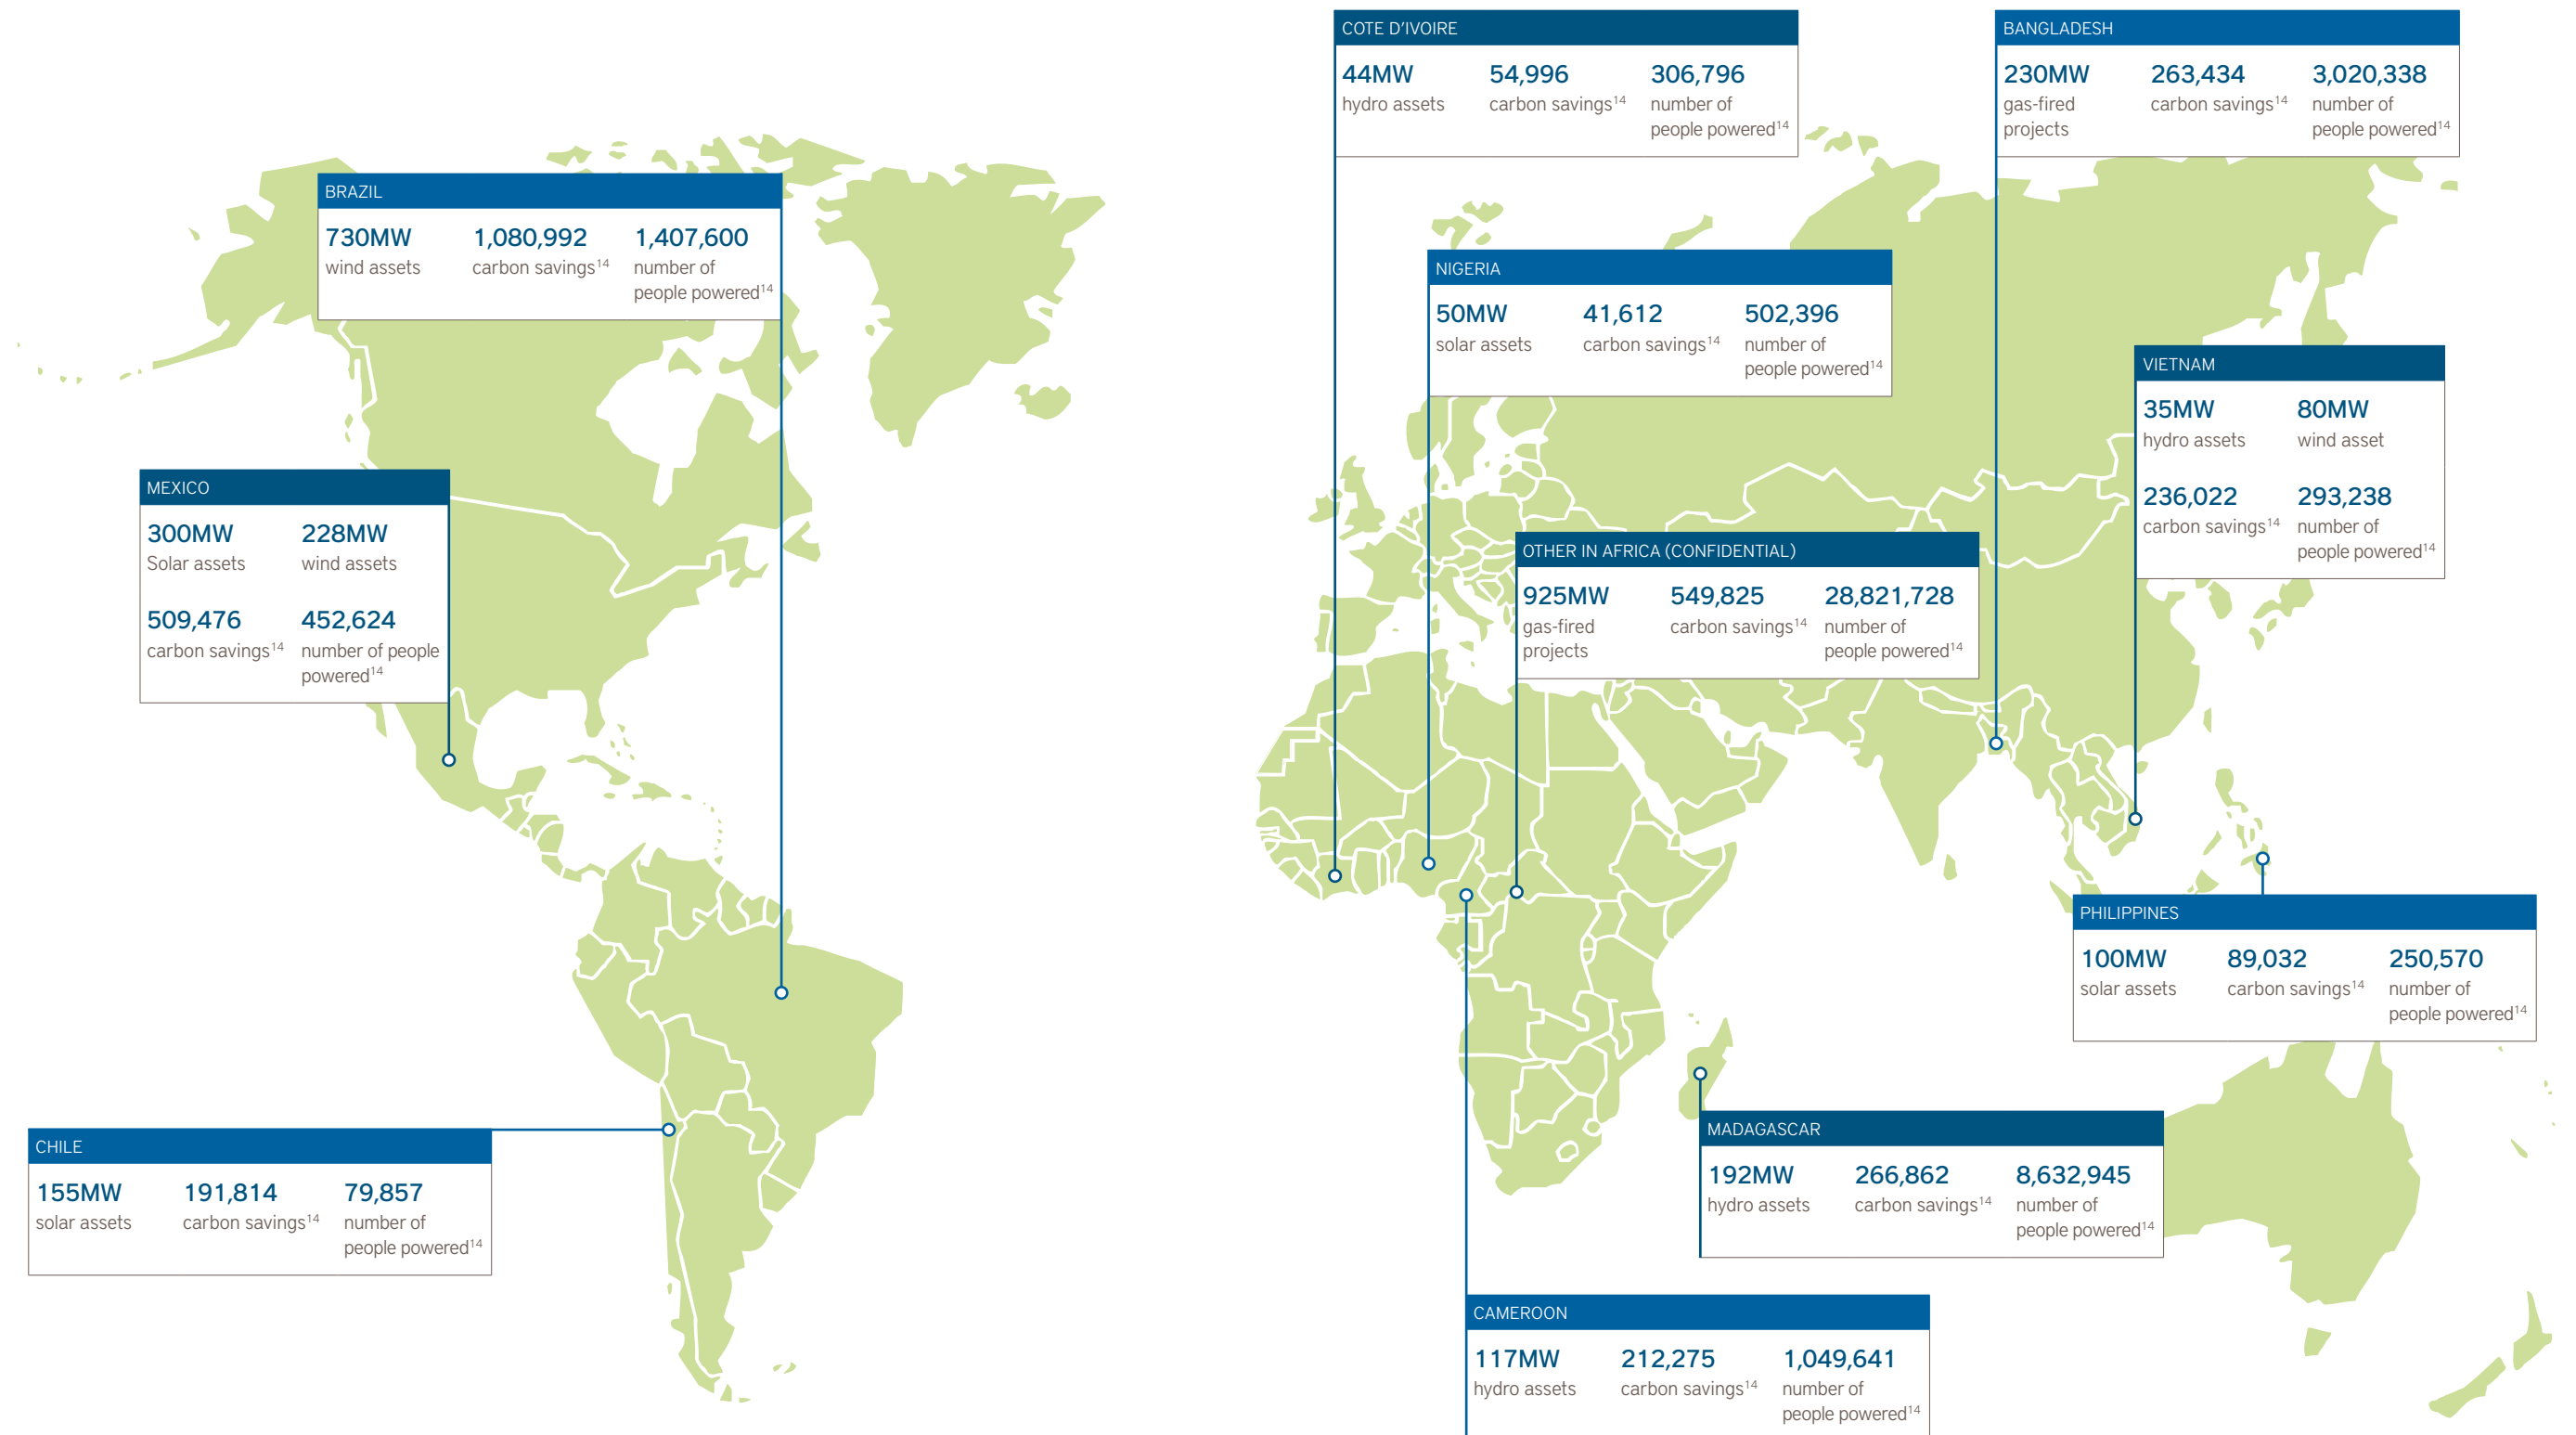 COTE D'IVOIRE
44MW 54,996 306,796
hydro assets carbon savings14 number of
people powered14
BANGLADESH
230MW 263,434 3,020,338
gas-fired carbon savings14 number of
projects people powered14
BRAZIL
730MW 1,080,992 1,407,600
wind assets carbon savings14 number of
people powered14
NIGERIA
50MW 41,612 502,396
solar assets carbon savings14 number of
people powered14
VIETNAM
35MW 80MW
hydro assets wind asset
236,022 293,238
carbon savings14 number of
people powered14
MEXICO
300MW 228MW
Solar assets wind assets
509,476 452,624
carbon savings14 number of people
powered14
OTHER IN AFRICA (CONFIDENTIAL)
925MW 549,825 28,821,728
gas-fired carbon savings14 number of
projects people powered14
PHILIPPINES
100MW 89,032 250,570
solar assets carbon savings14 number of
people powered14
CHILE
155MW 191,814 79,857
solar assets carbon savings14 number of
people powered14
MADAGASCAR
192MW 266,862 8,632,945
hydro assets carbon savings14 number of
people powered14
CAMEROON
117MW 212,275 1,049,641
hydro assets carbon savings14 number of
people powered14